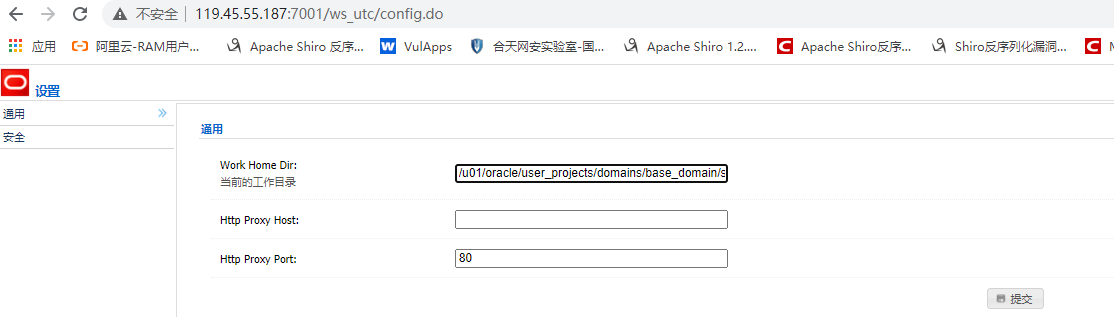 不安全 | 119.45.55.187:7001/ws_utc/config.do
应用 阿里云-RAM用户... Apache Shiro 反序... VulApps 合天网安实验室-国... Apache Shiro 1.2.... Apache Shiro反序... Shiro反序列化漏洞... M
设置
通用
安全
通用
Work Home Dir:
/u01/oracle/user_projects/domains/base_domain/s
当前的工作目录
Http Proxy Host:
Http Proxy Port:
80
提交